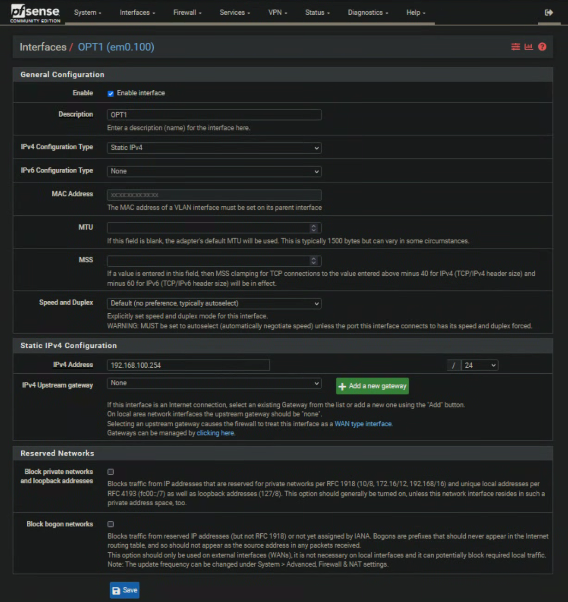 pfsense
COMMUNITY EDITION
System
Interfaces
Firewall
Services
VPN
Status
Diagnostics
Help
Interfaces / OPT1 (em0.100)
General Configuration
Enable
Enable interface
Description
OPT1
Enter a description (name) for the interface here.
IPv4 Configuration Type
Static IPv4
IPv6 Configuration Type
None
MAC Address
xx:xx:xx:xx:xx:xx
The MAC address of a VLAN interface must be set on its parent interface
MTU
If this field is blank, the adapter's default MTU will be used. This is typically 1500 bytes but can vary in some circumstances.
MSS
If a value is entered in this field, then MSS clamping for TCP connections to the value entered above minus 40 for IPv4 (TCP/IPv4 header size) and
minus 60 for IPv6 (TCP/IPv6 header size) will be in effect.
Speed and Duplex
Default (no preference, typically autoselect)
Explicitly set speed and duplex mode for this interface.
WARNING: MUST be set to autoselect (automatically negotiate speed) unless the port this interface connects to has its speed and duplex forced.
Static IPv4 Configuration
IPv4 Address
192.168.100.254
/ 24
IPv4 Upstream gateway
None
+ Add a new gateway
If this interface is an Internet connection, select an existing Gateway from the list or add a new one using the "Add" button.
On local area network interfaces the upstream gateway should be "none".
Selecting an upstream gateway causes the firewall to treat this interface as a WAN type interface.
Gateways can be managed by clicking here.
Reserved Networks
Block private networks
and loopback addresses
Blocks traffic from IP addresses that are reserved for private networks per RFC 1918 (10/8, 172.16/12, 192.168/16) and unique local addresses per
RFC 4193 (fc00::/7) as well as loopback addresses (127/8). This option should generally be turned on, unless this network interface resides in such a
private address space, too.
Block bogon networks
Blocks traffic from reserved IP addresses (but not RFC 1918) or not yet assigned by IANA. Bogons are prefixes that should never appear in the Internet
routing table, and so should not appear as the source address in any packets received.
This option should only be used on external interfaces (WANs), it is not necessary on local interfaces and it can potentially block required local traffic.
Note: The update frequency can be changed under System > Advanced, Firewall & NAT settings.
Save